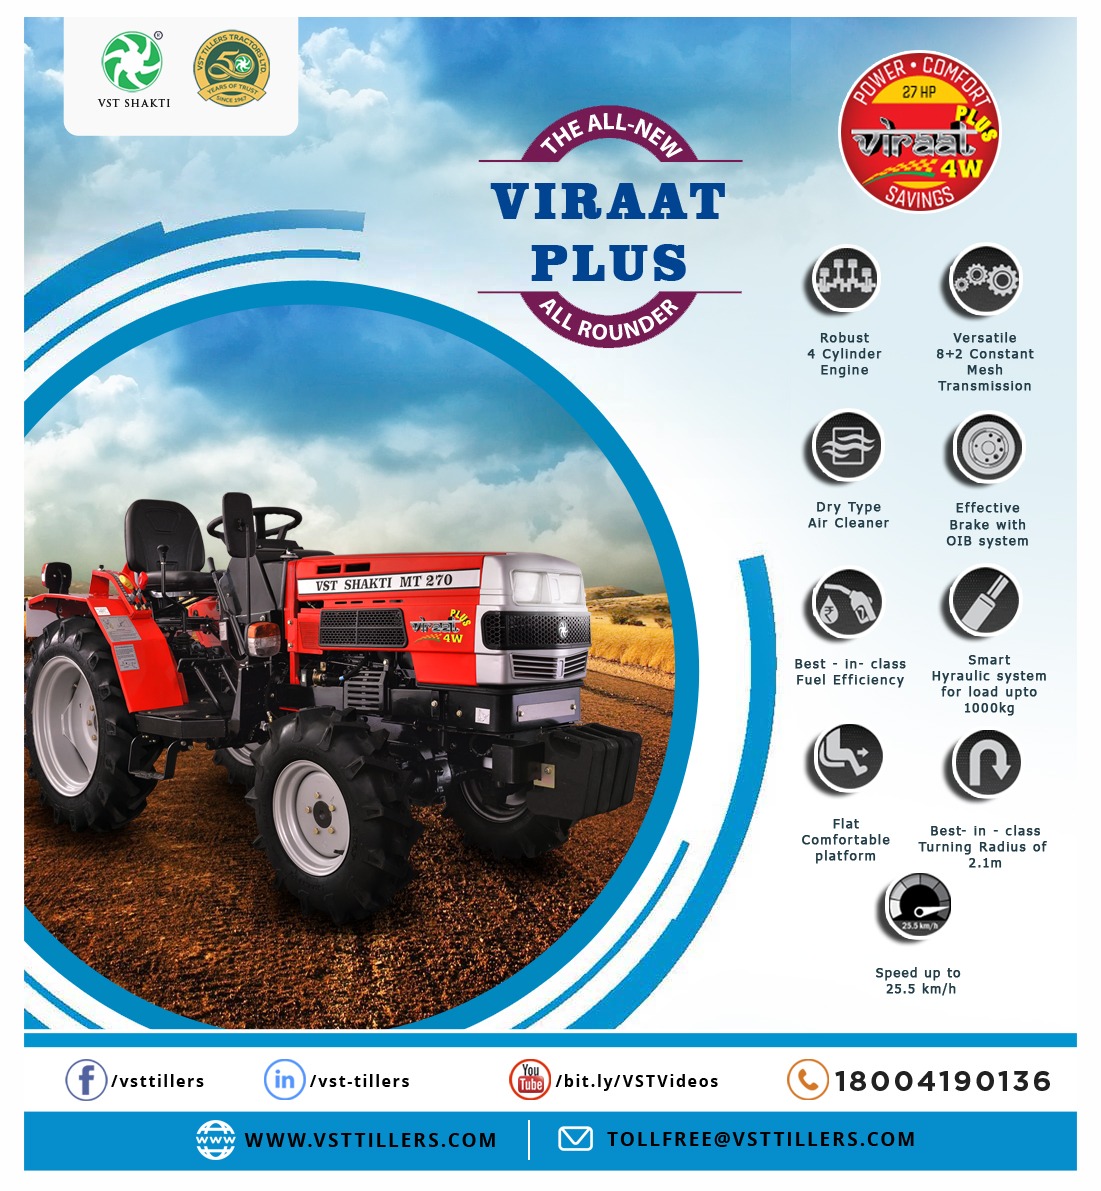 VST SHAKTI
VST TILLERS TRACTORS LTD.
50
YEARS OF TRUST
SINCE 1967
THE ALL-NEW
VIRAAT
PLUS
ALL ROUNDER
POWER • COMFORT
27 HP
viraat PLUS
4W
SAVINGS
Robust
4 Cylinder
Engine
Versatile
8+2 Constant
Mesh
Transmission
Dry Type
Air Cleaner
Effective
Brake with
OIB system
Best - in- class
Fuel Efficiency
Smart
Hyraulic system
for load upto
1000kg
Flat
Comfortable
platform
Best- in - class
Turning Radius of
2.1m
25.5 km/h
Speed up to
25.5 km/h
VST SHAKTI MT 270
viraat PLUS
4W
/vsttillers
/vst-tillers
You
Tube
/bit.ly/VSTVideos
18004190136
WWW.VSTTILLERS.COM
TOLLFREE@VSTTILLERS.COM